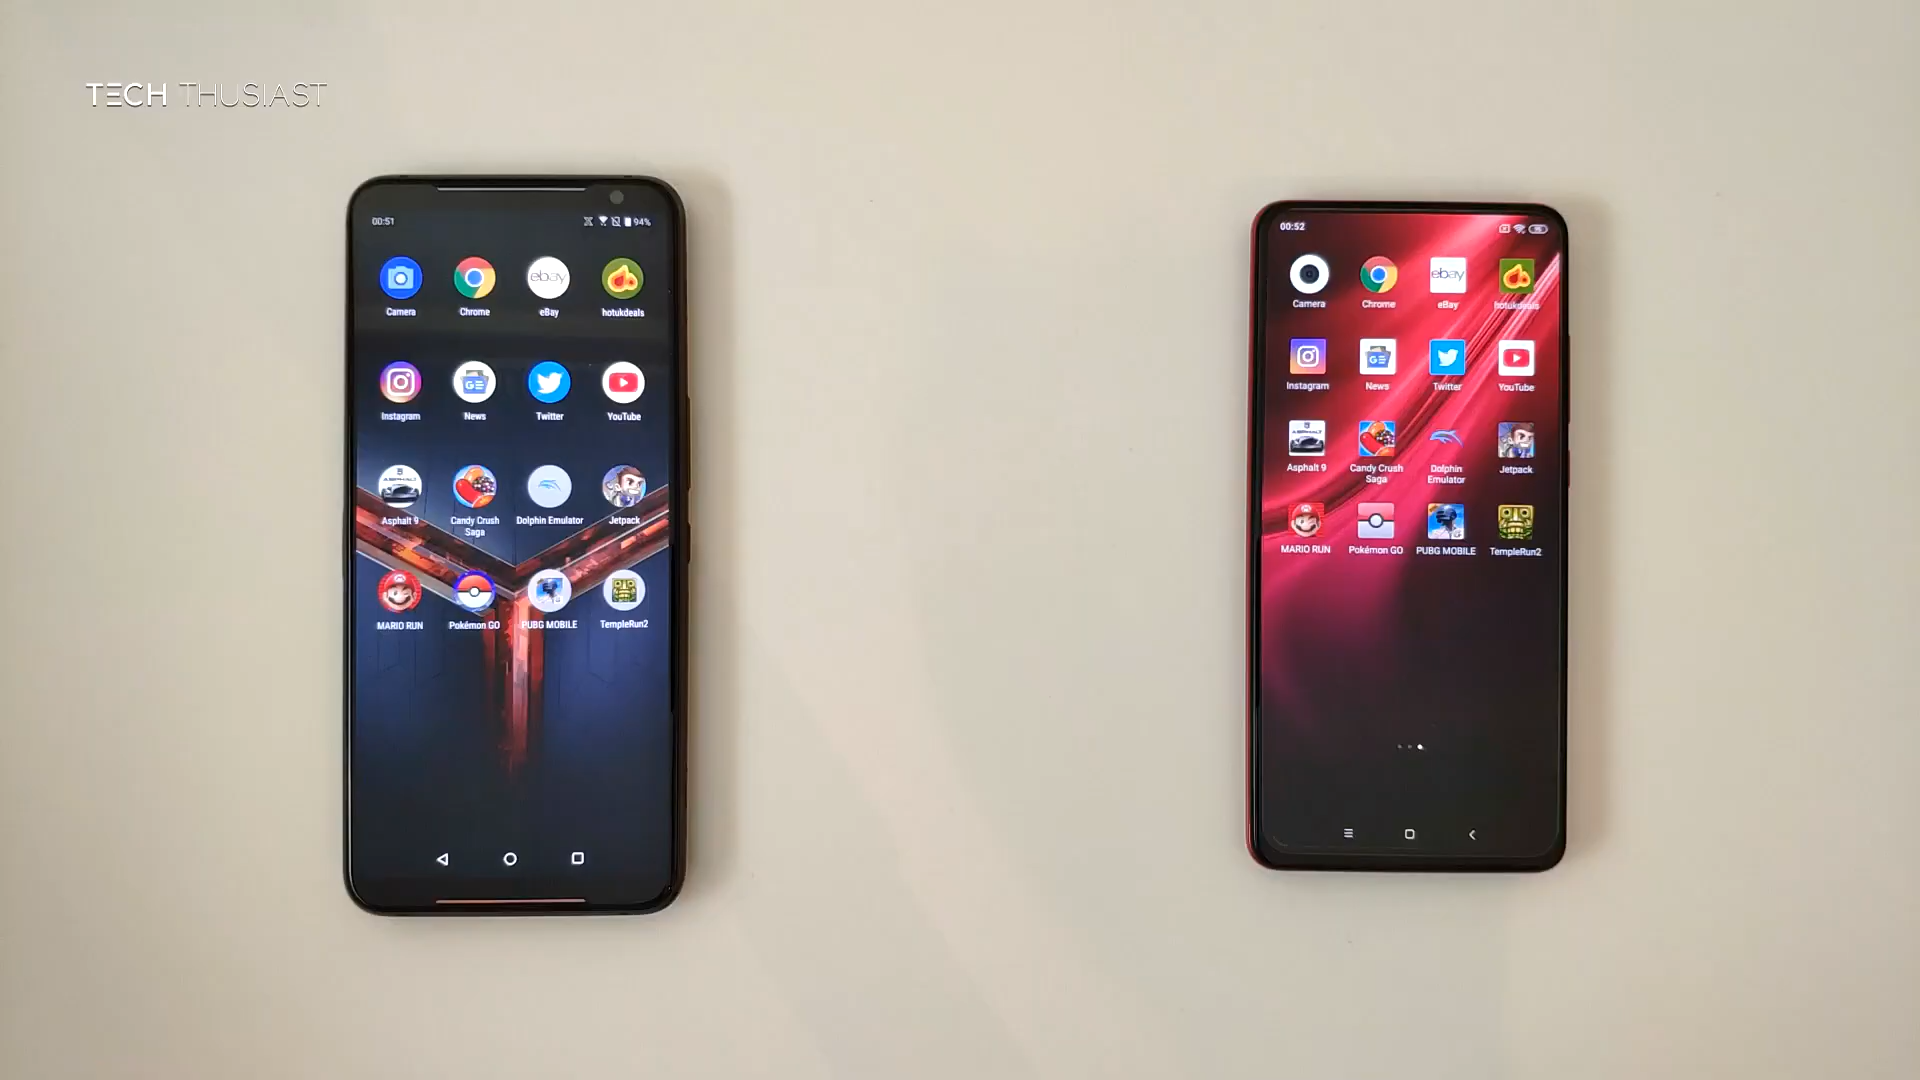 TECH THUSIAST
00:51
94%
Camera Chrome eBay hotukdeals
Instagram News Twitter YouTube
Asphalt 9 Candy Crush Saga Dolphin Emulator Jetpack
MARIO RUN Pokémon GO PUBG MOBILE TempleRun2
00:52
Camera Chrome eBay hotukdeals
Instagram News Twitter YouTube
Asphalt 9 Candy Crush Saga Dolphin Emulator Jetpack
MARIO RUN Pokémon GO PUBG MOBILE TempleRun2